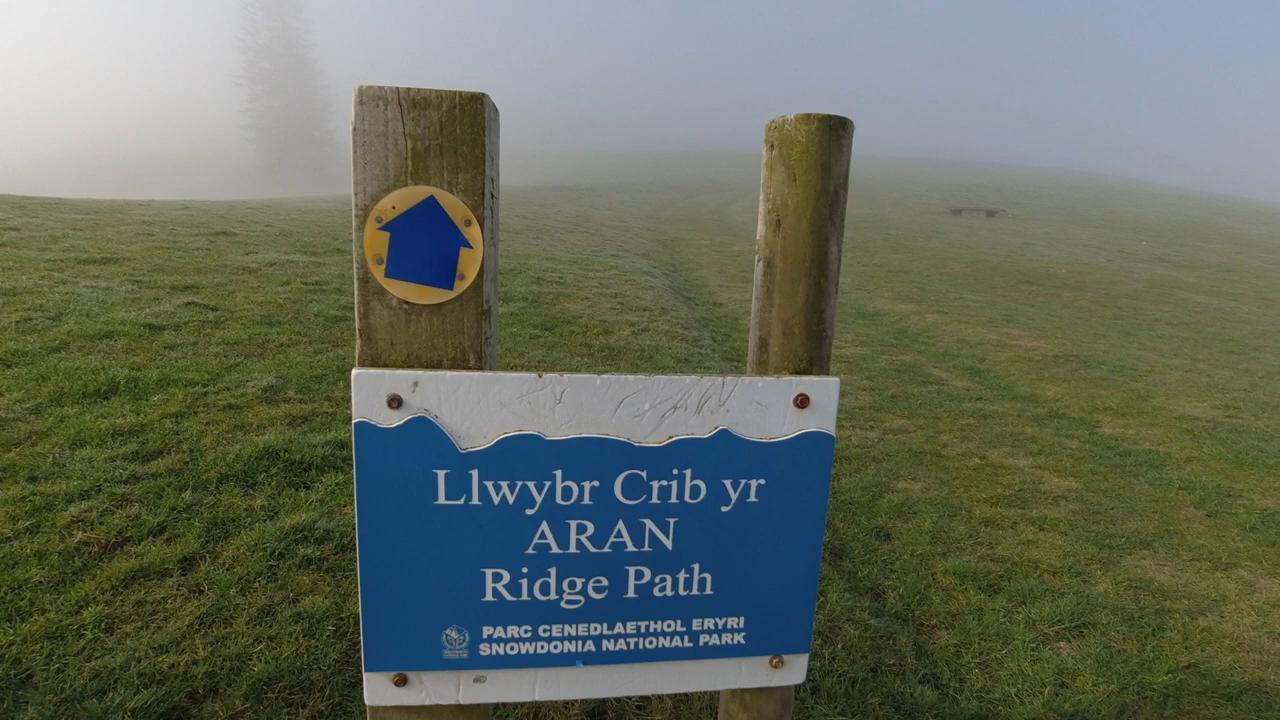 Llwybr Crib yr
ARAN
Ridge Path
PARC CENEDLAETHOL ERYRI
SNOWDONIA NATIONAL PARK